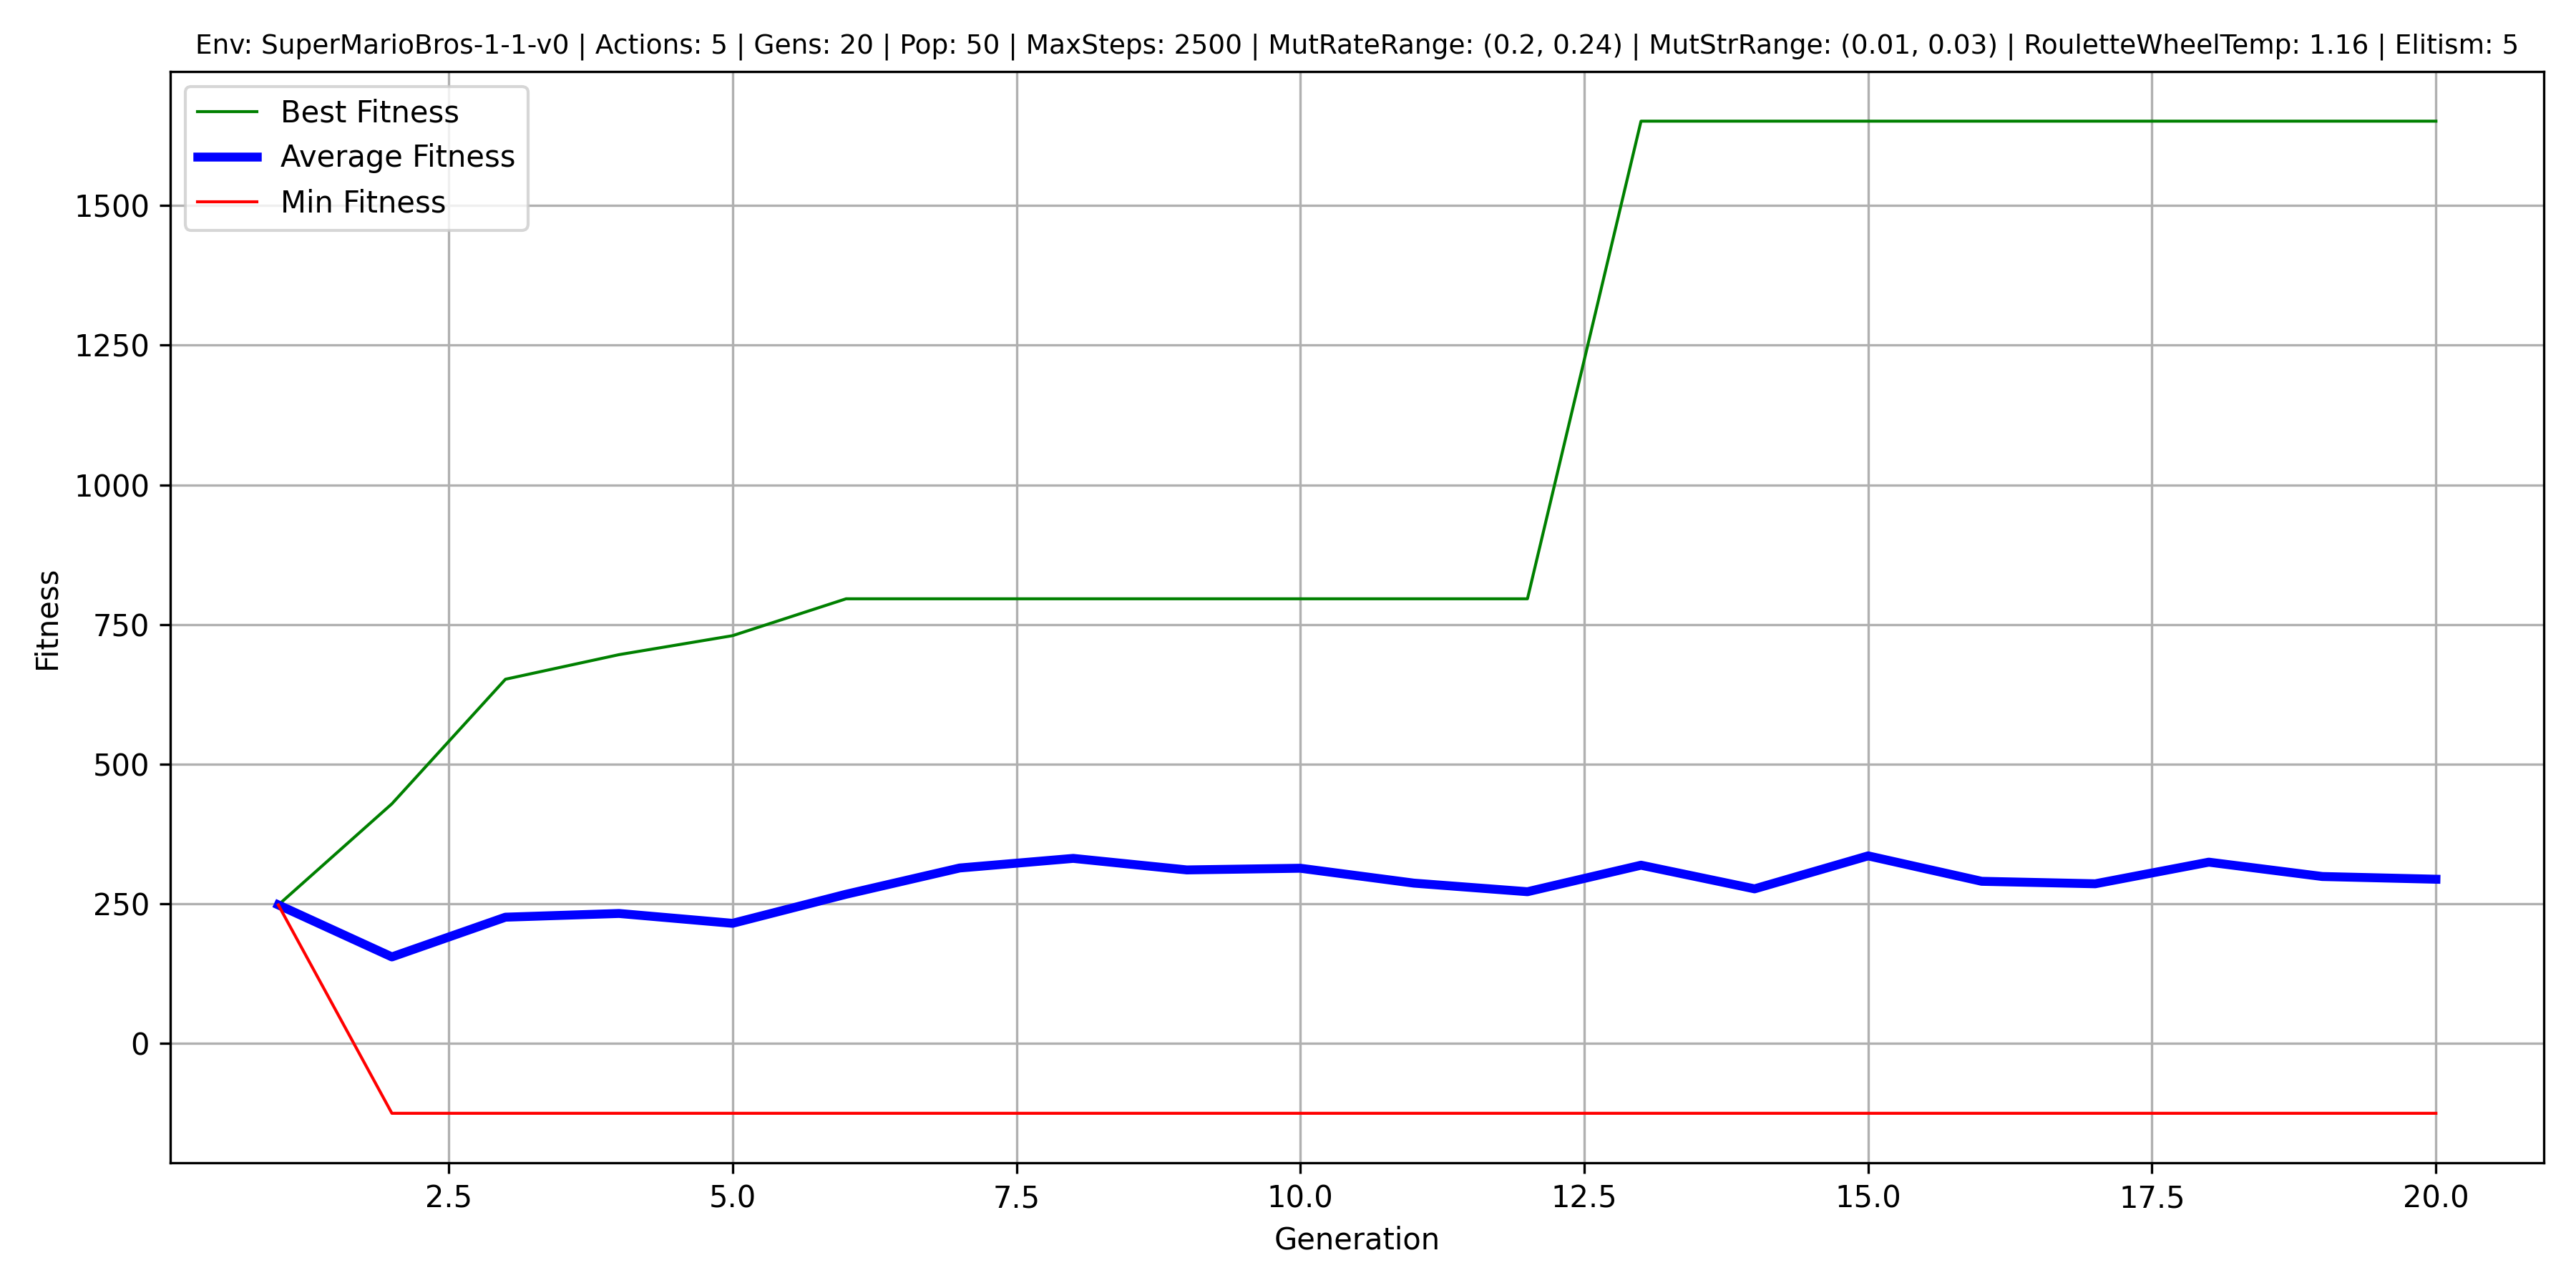 Env: SuperMarioBros-1-1-v0 | Actions: 5 | Gens: 20 | Pop: 50 | MaxSteps: 2500 | MutRateRange: (0.2, 0.24) | MutStrRange: (0.01, 0.03) | RouletteWheelTemp: 1.16 | Elitism: 5
Best Fitness
Average Fitness
Min Fitness
1500
1250
1000
750
500
250
0
Fitness
2.5 5.0 7.5 10.0 12.5 15.0 17.5 20.0
Generation